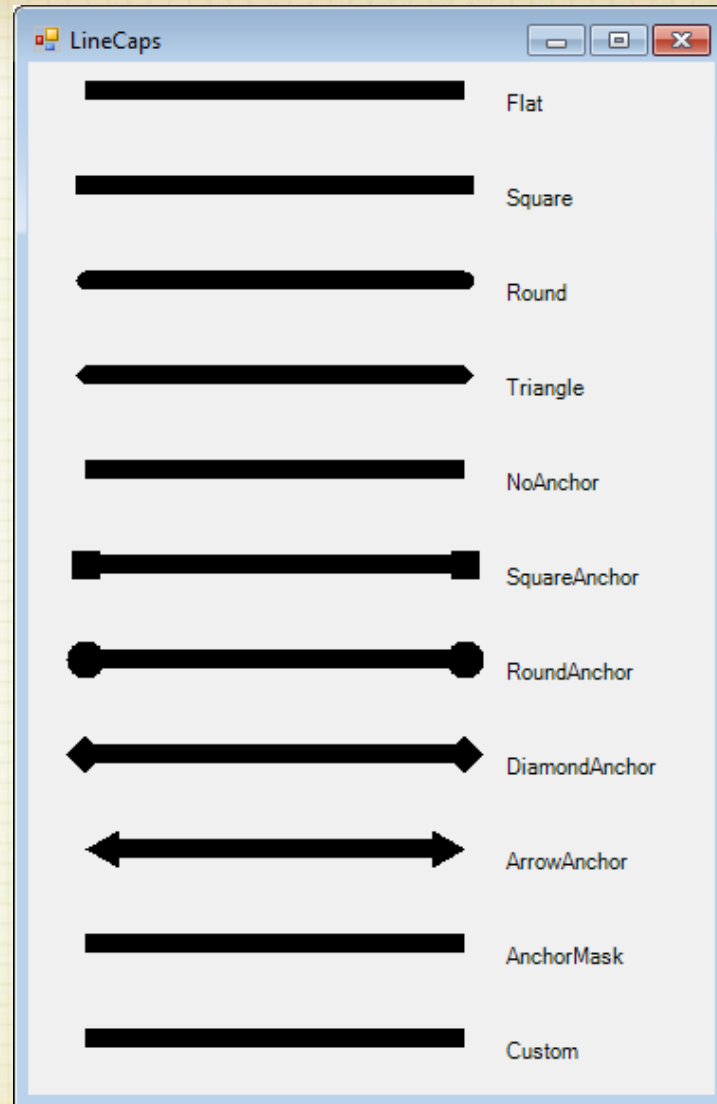 LineCaps
Flat
Square
Round
Triangle
NoAnchor
SquareAnchor
RoundAnchor
DiamondAnchor
ArrowAnchor
AnchorMask
Custom